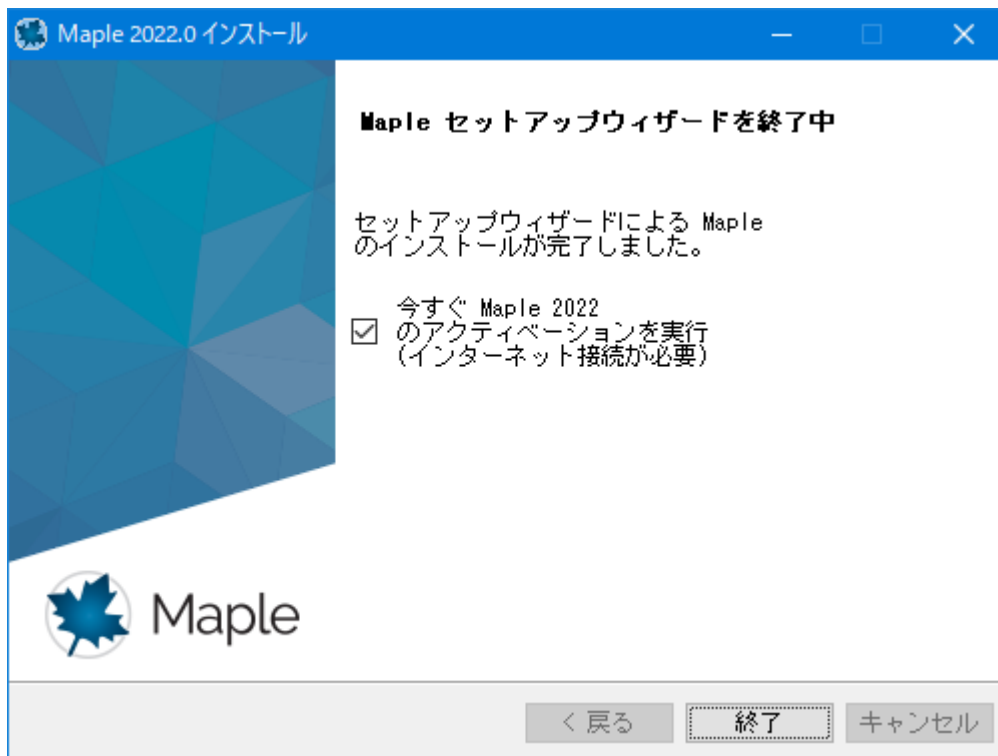 Maple 2022.0 インストール
Maple セットアップウィザードを終了中
セットアップウィザードによる Maple
のインストールが完了しました。
今すぐ Maple 2022
のアクティベーションを実行
(インターネット接続が必要)
Maple
< 戻る 終了 キャンセル